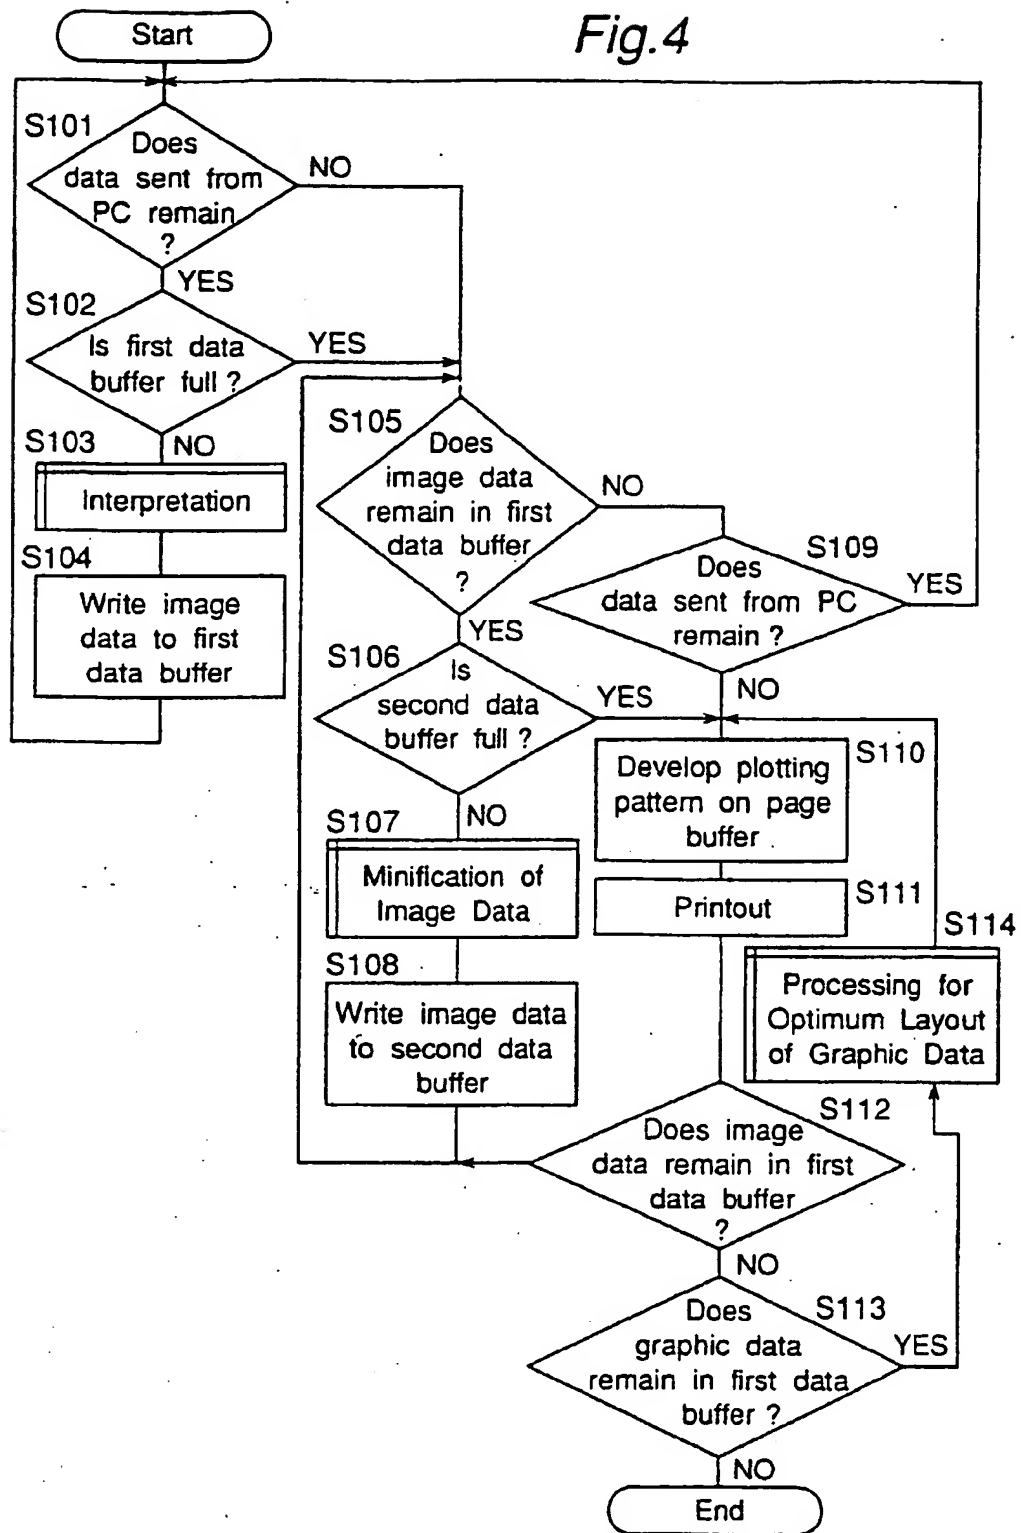 Fig.4
Start
S101
Does
data sent from
PC remain
?
NO
YES
S102
Is first data
buffer full ?
YES
NO
S103
Interpretation
S104
Write image
data to first
data buffer
S105
Does
image data
remain in first
data buffer
?
NO
YES
S106
Is
second data
buffer full ?
YES
NO
S107
Minification of
Image Data
S108
Write image data
to second data
buffer
S109
Does
data sent from PC
remain ?
YES
NO
S110
Develop plotting
pattern on page
buffer
S111
Printout
S114
Processing for
Optimum Layout
of Graphic Data
S112
Does image
data remain in first
data buffer
?
NO
S113
Does
graphic data
remain in first data
buffer ?
YES
NO
End